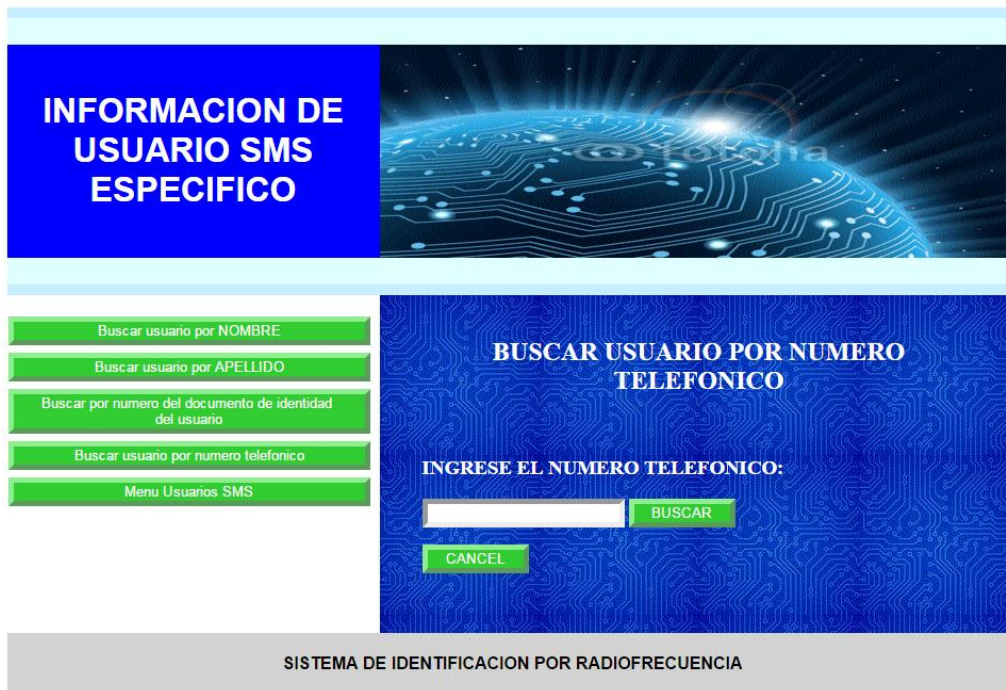 INFORMACION DE
USUARIO SMS
ESPECIFICO
fotolia
Buscar usuario por NOMBRE
Buscar usuario por APELLIDO
Buscar por numero del documento de identidad
del usuario
Buscar usuario por numero telefonico
Menu Usuarios SMS
BUSCAR USUARIO POR NUMERO
TELEFONICO
INGRESE EL NUMERO TELEFONICO:
BUSCAR
CANCEL
SISTEMA DE IDENTIFICACION POR RADIOFRECUENCIA